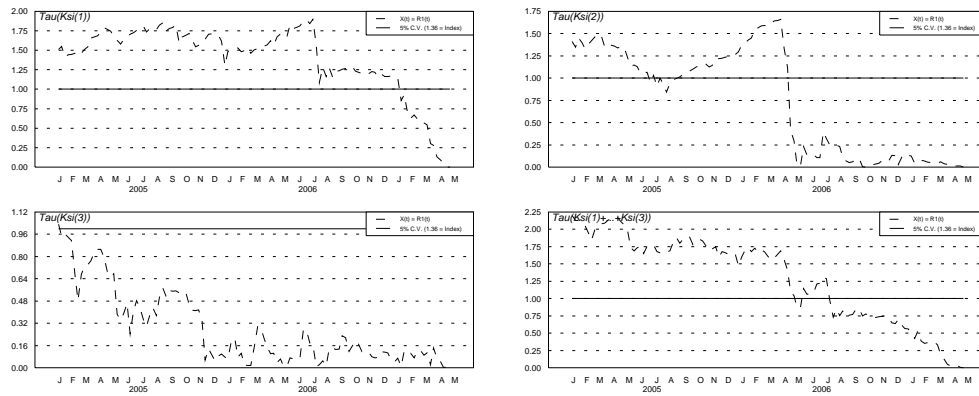 Tau(Ksi(1))
X(t) = R1(t)
5% C.V. (1.36 = Index)
2.00
1.75
1.50
1.25
1.00
0.75
0.50
0.25
0.00
J F M A M J J A S O N D J F M A M J J A S O N D J F M A M
2005 2006
Tau(Ksi(2))
X(t) = R1(t)
5% C.V. (1.36 = Index)
1.75
1.50
1.25
1.00
0.75
0.50
0.25
0.00
J F M A M J J A S O N D J F M A M J J A S O N D J F M A M
2005 2006
Tau(Ksi(3))
X(t) = R1(t)
5% C.V. (1.36 = Index)
1.12
0.96
0.80
0.64
0.48
0.32
0.16
0.00
J F M A M J J A S O N D J F M A M J J A S O N D J F M A M
2005 2006
Tau(Ksi(1)+...+Ksi(3))
X(t) = R1(t)
5% C.V. (1.36 = Index)
2.25
2.00
1.75
1.50
1.25
1.00
0.75
0.50
0.25
0.00
J F M A M J J A S O N D J F M A M J J A S O N D J F M A M
2005 2006